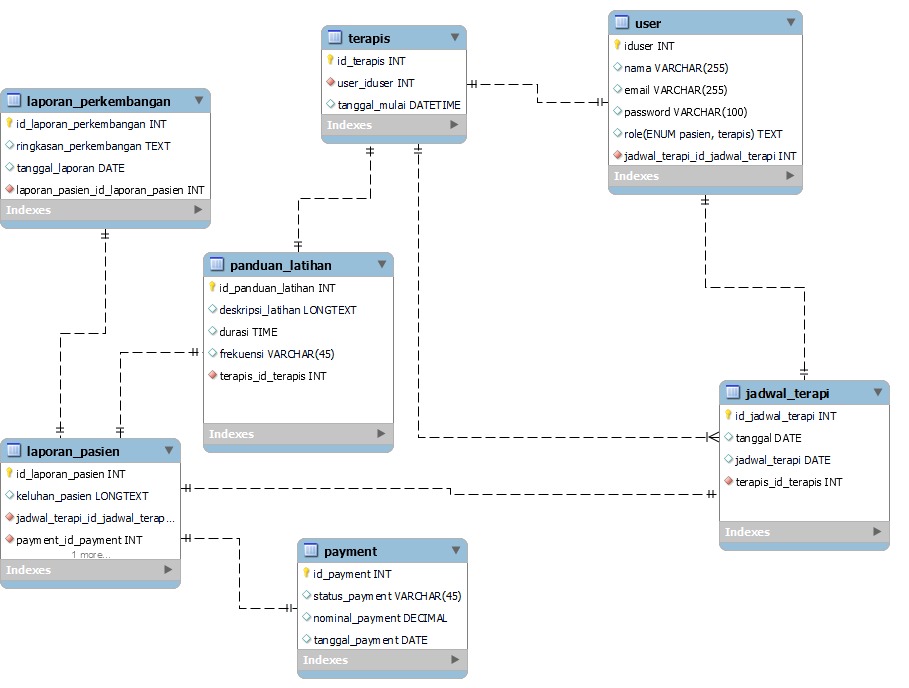 terapis
id_terapis INT
user_iduser INT
tanggal_mulai DATETIME
Indexes
user
iduser INT
nama VARCHAR(255)
email VARCHAR(255)
password VARCHAR(100)
role(ENUM pasien, terapis) TEXT
jadwal_terapi_id_jadwal_terapi INT
Indexes
laporan_perkembangan
id_laporan_perkembangan INT
ringkasan_perkembangan TEXT
tanggal_laporan DATE
laporan_pasien_id_laporan_pasien INT
Indexes
panduan_latihan
id_panduan_latihan INT
deskripsi_latihan LONGTEXT
durasi TIME
frekuensi VARCHAR(45)
terapis_id_terapis INT
Indexes
jadwal_terapi
id_jadwal_terapi INT
tanggal DATE
jadwal_terapi DATE
terapis_id_terapis INT
Indexes
laporan_pasien
id_laporan_pasien INT
keluhan_pasien LONGTEXT
jadwal_terapi_id_jadwal_terap...
payment_id_payment INT
1 more...
Indexes
payment
id_payment INT
status_payment VARCHAR(45)
nominal_payment DECIMAL
tanggal_payment DATE
Indexes